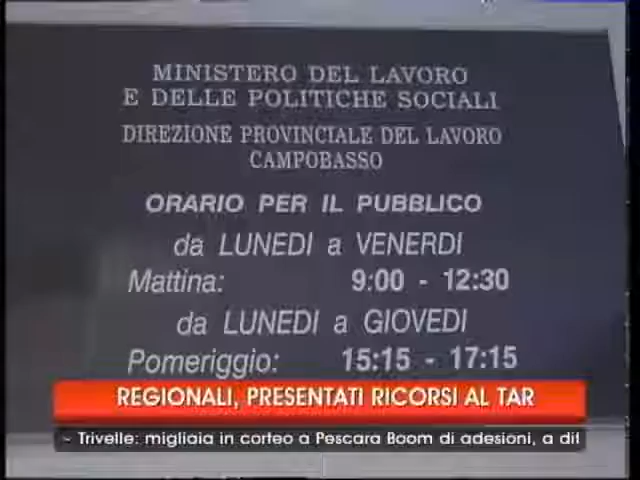 MINISTERO DEL LAVORO
E DELLE POLITICHE SOCIALI
DIREZIONE PROVINCIALE DEL LAVORO
CAMPOBASSO
ORARIO PER IL PUBBLICO
da LUNEDI a VENERDI
Mattina: 9:00 - 12:30
da LUNEDI a GIOVEDI
Pomeriggio: 15:15 - 17:15
REGIONALI, PRESENTATI RICORSI AL TAR
~ Trivelle: migliaia in corteo a Pescara Boom di adesioni, a dif